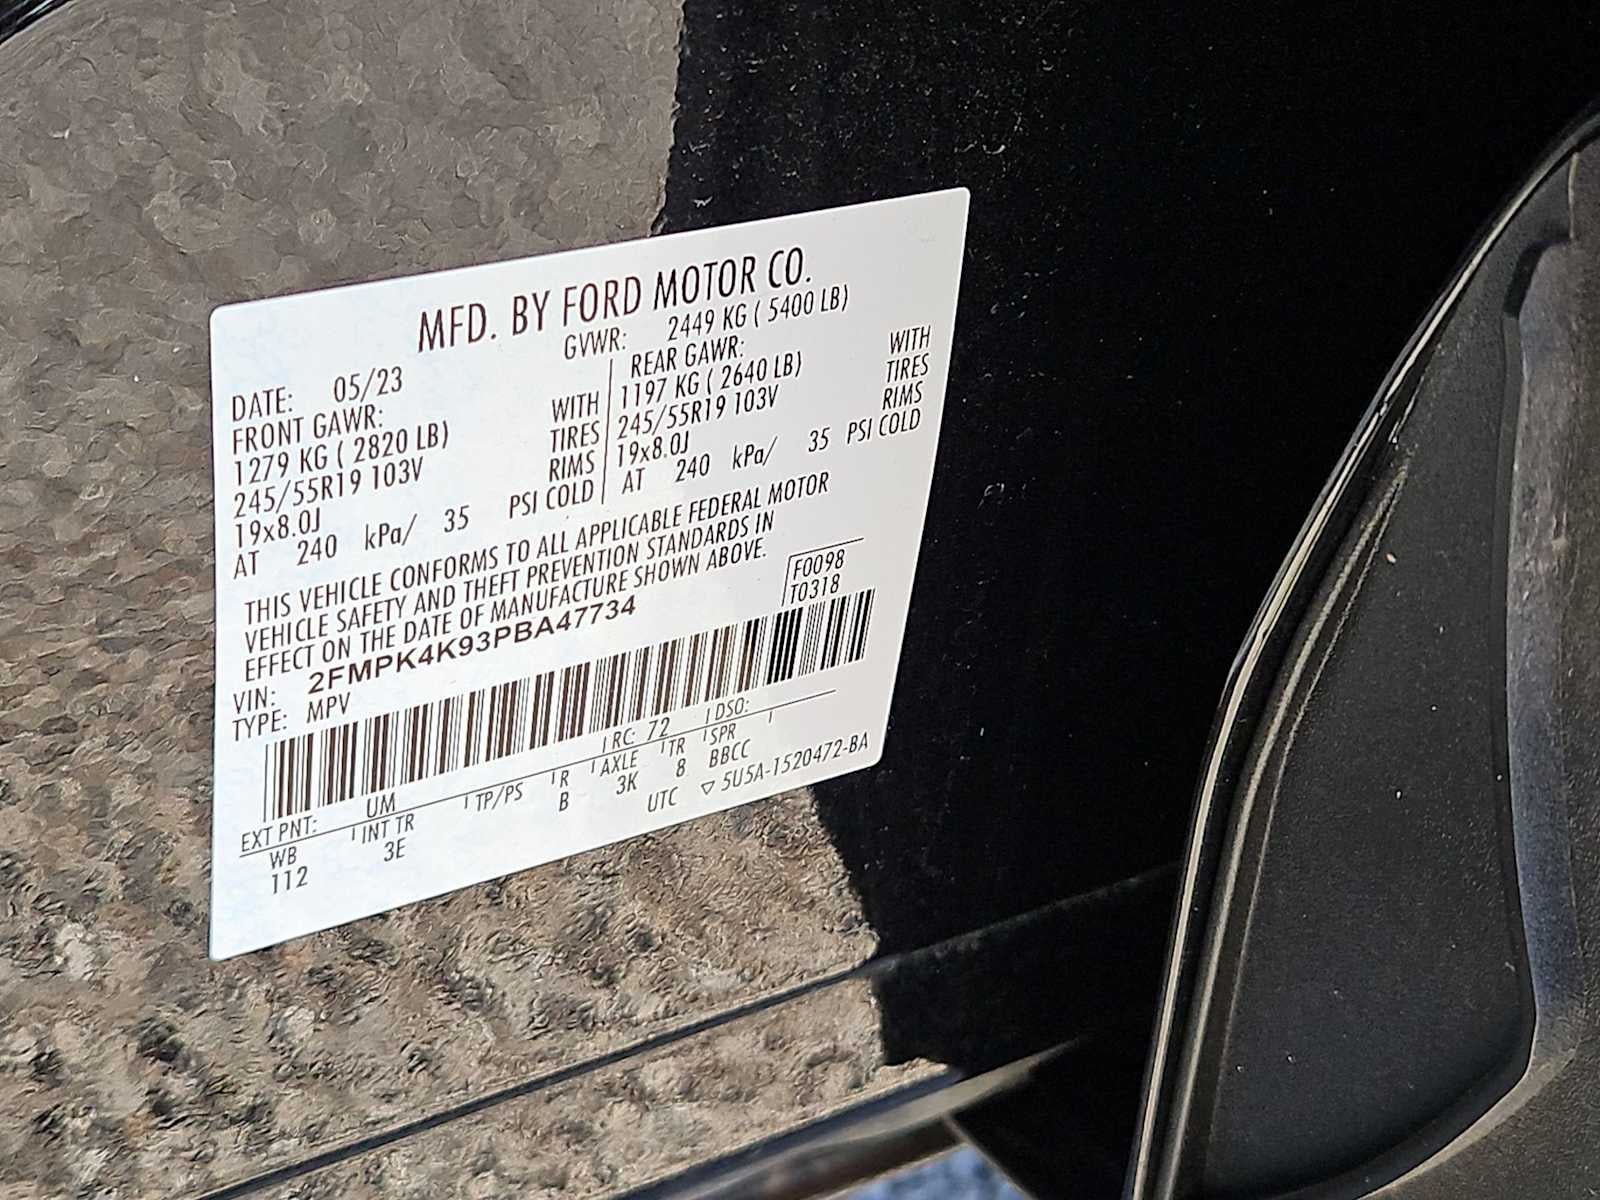 MFD. BY FORD MOTOR CO.
DATE: 05/23 GVWR: 2449 KG ( 5400 LB)
FRONT GAWR: REAR GAWR:
1279 KG ( 2820 LB) WITH 1197 KG ( 2640 LB) WITH
245/55R19 103V TIRES 245/55R19 103V TIRES
19x8.0J RIMS 19x8.0J RIMS
AT 240 kPa/ 35 PSI COLD AT 240 kPa/ 35 PSI COLD
THIS VEHICLE CONFORMS TO ALL APPLICABLE FEDERAL MOTOR
VEHICLE SAFETY AND THEFT PREVENTION STANDARDS IN
EFFECT ON THE DATE OF MANUFACTURE SHOWN ABOVE.
F0098
T0318
VIN: 2FMPK4K93PBA47734
TYPE: MPV
EXT PNT: UM RC: 72 DSO:
WB INT TR TP/PS R AXLE TR SPR
112 3E B 3K 8 BBCC
UTC ▽ 5U5A-1520472-BA